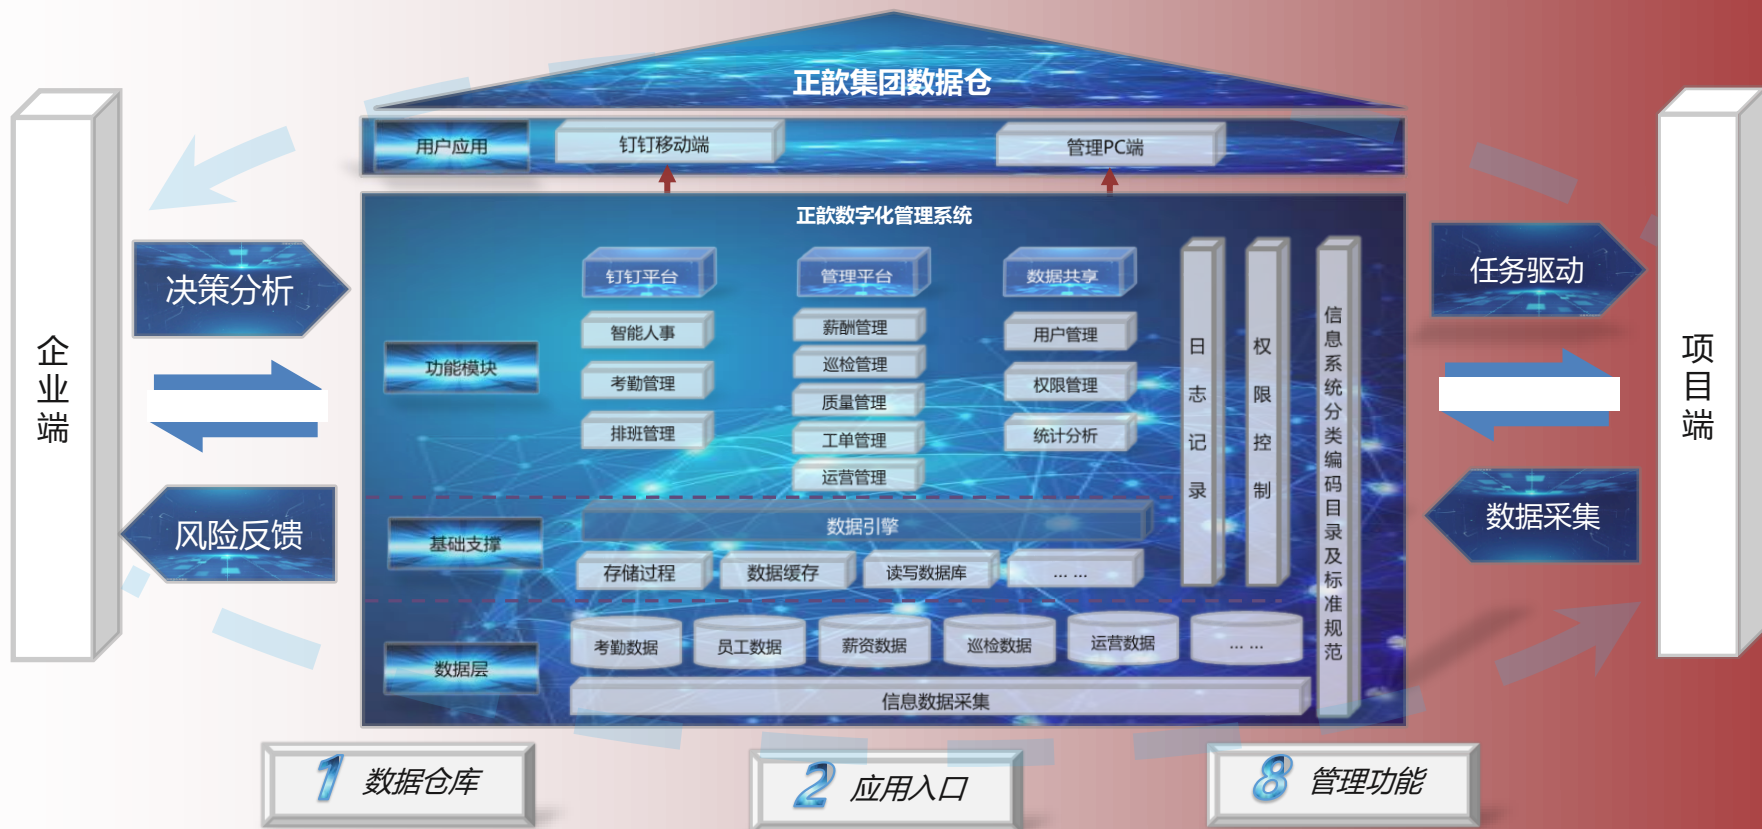 正歆集团数据仓
用户应用
钉钉移动端
管理PC端
正歆数字化管理系统
企业端
决策分析
风险反馈
功能模块
钉钉平台
智能人事
考勤管理
排班管理
管理平台
薪酬管理
巡检管理
质量管理
工单管理
运营管理
数据共享
用户管理
权限管理
统计分析
日志记录
权限控制
信息系统分类编码目录及标准规范
基础支撑
数据引擎
存储过程
数据缓存
读写数据库
... ...
数据层
考勤数据
员工数据
薪资数据
巡检数据
运营数据
... ...
信息数据采集
任务驱动
数据采集
项目端
1 数据仓库
2 应用入口
8 管理功能